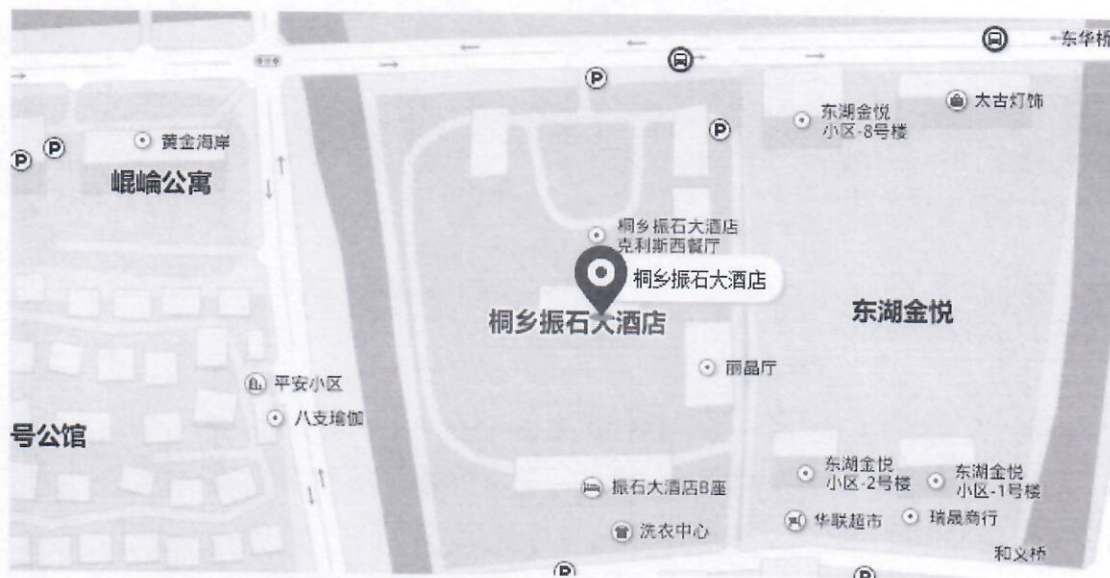 东华桥
P
P
东湖金悦
小区-8号楼
太古灯饰
P
P
P
黄金海岸
崐崘公寓
桐乡振石大酒店
克利斯西餐厅
桐乡振石大酒店
桐乡振石大酒店
东湖金悦
丽晶厅
平安小区
八支瑜伽
号公馆
东湖金悦
小区-2号楼
东湖金悦
小区-1号楼
振石大酒店B座
华联超市
瑞晟商行
洗衣中心
和义桥
P
P